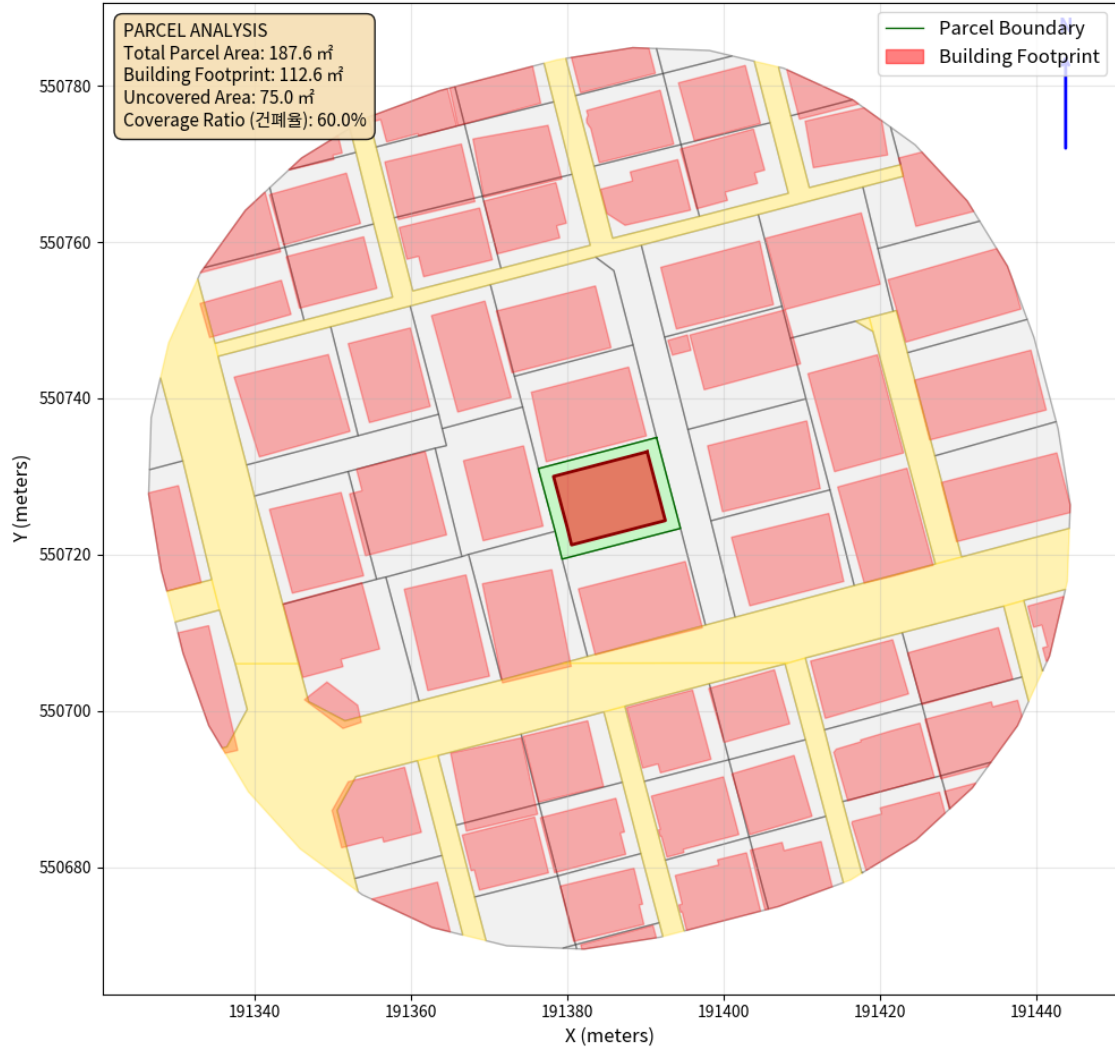 PARCEL ANALYSIS
Total Parcel Area: 187.6 ㎡
Building Footprint: 112.6 ㎡
Uncovered Area: 75.0 ㎡
Coverage Ratio (건폐율): 60.0%
Parcel Boundary
Building Footprint
N
550780
550760
550740
550720
550700
550680
Y (meters)
191340
191360
191380
191400
191420
191440
X (meters)